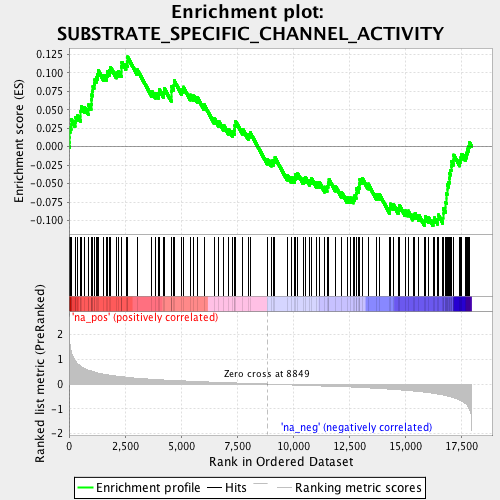 Enrichment plot:
SUBSTRATE_SPECIFIC_CHANNEL_ACTIVITY
Enrichment score (ES)
0.125
0.100
0.075
0.050
0.025
0.000
-0.025
-0.050
-0.075
-0.100
'na_pos' (positively correlated)
Ranked list metric (PreRanked)
2
1
0
-1
-2
Zero cross at 8849
'na_neg' (negatively correlated)
0
2,500
5,000
7,500
10,000
12,500
15,000
17,500
Rank in Ordered Dataset
Enrichment profile
Hits
Ranking metric scores